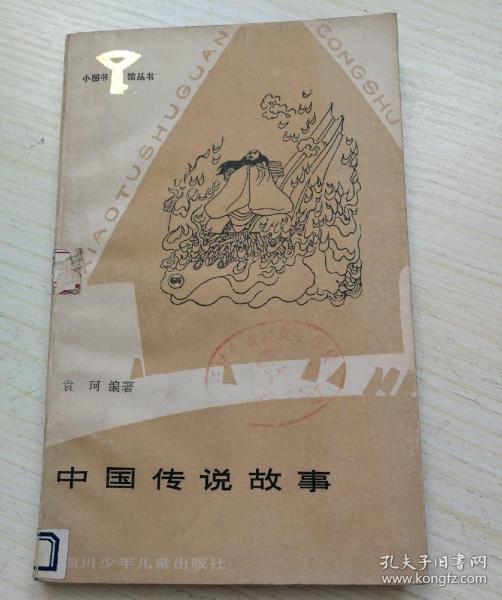 小图书馆丛书
XIAOTUSHUGUAN
CONGSHU
袁珂 编著
中国传说故事
四川少年儿童出版社
孔夫子旧书网
www.kongfz.com